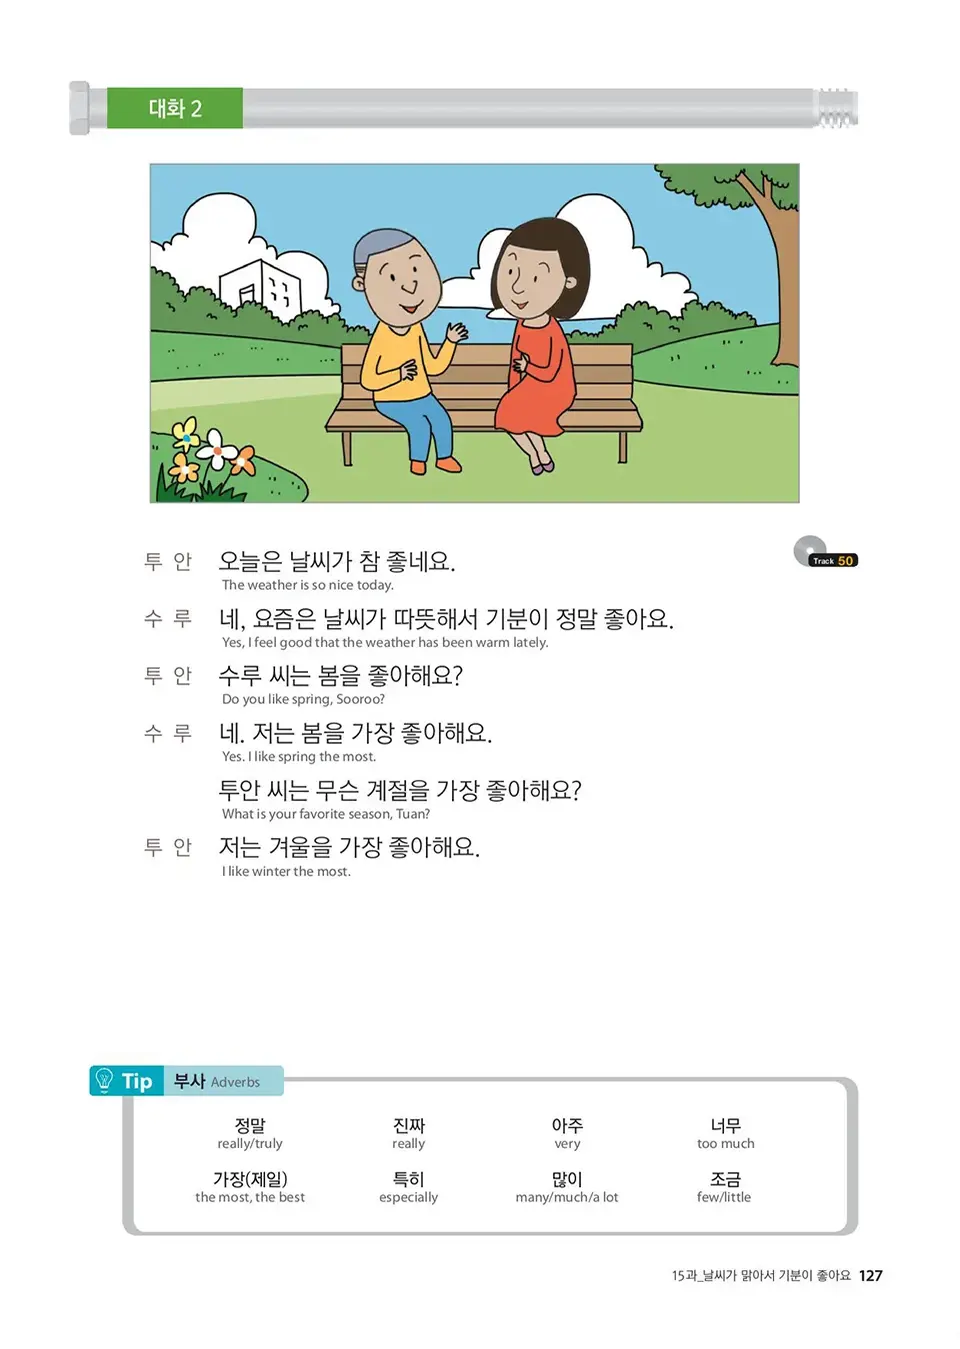 대화 2
투 안 오늘은 날씨가 참 좋네요.
The weather is so nice today.
Track 50
수 루 네, 요즘은 날씨가 따뜻해서 기분이 정말 좋아요.
Yes, I feel good that the weather has been warm lately.
투 안 수루 씨는 봄을 좋아해요?
Do you like spring, Sooroo?
수 루 네. 저는 봄을 가장 좋아해요.
Yes. I like spring the most.
투안 씨는 무슨 계절을 가장 좋아해요?
What is your favorite season, Tuan?
투 안 저는 겨울을 가장 좋아해요.
I like winter the most.
Tip 부사 Adverbs
정말 진짜 아주 너무
really/truly really very too much
가장(제일) 특히 많이 조금
the most, the best especially many/much/a lot few/little
15과_날씨가 맑아서 기분이 좋아요 127